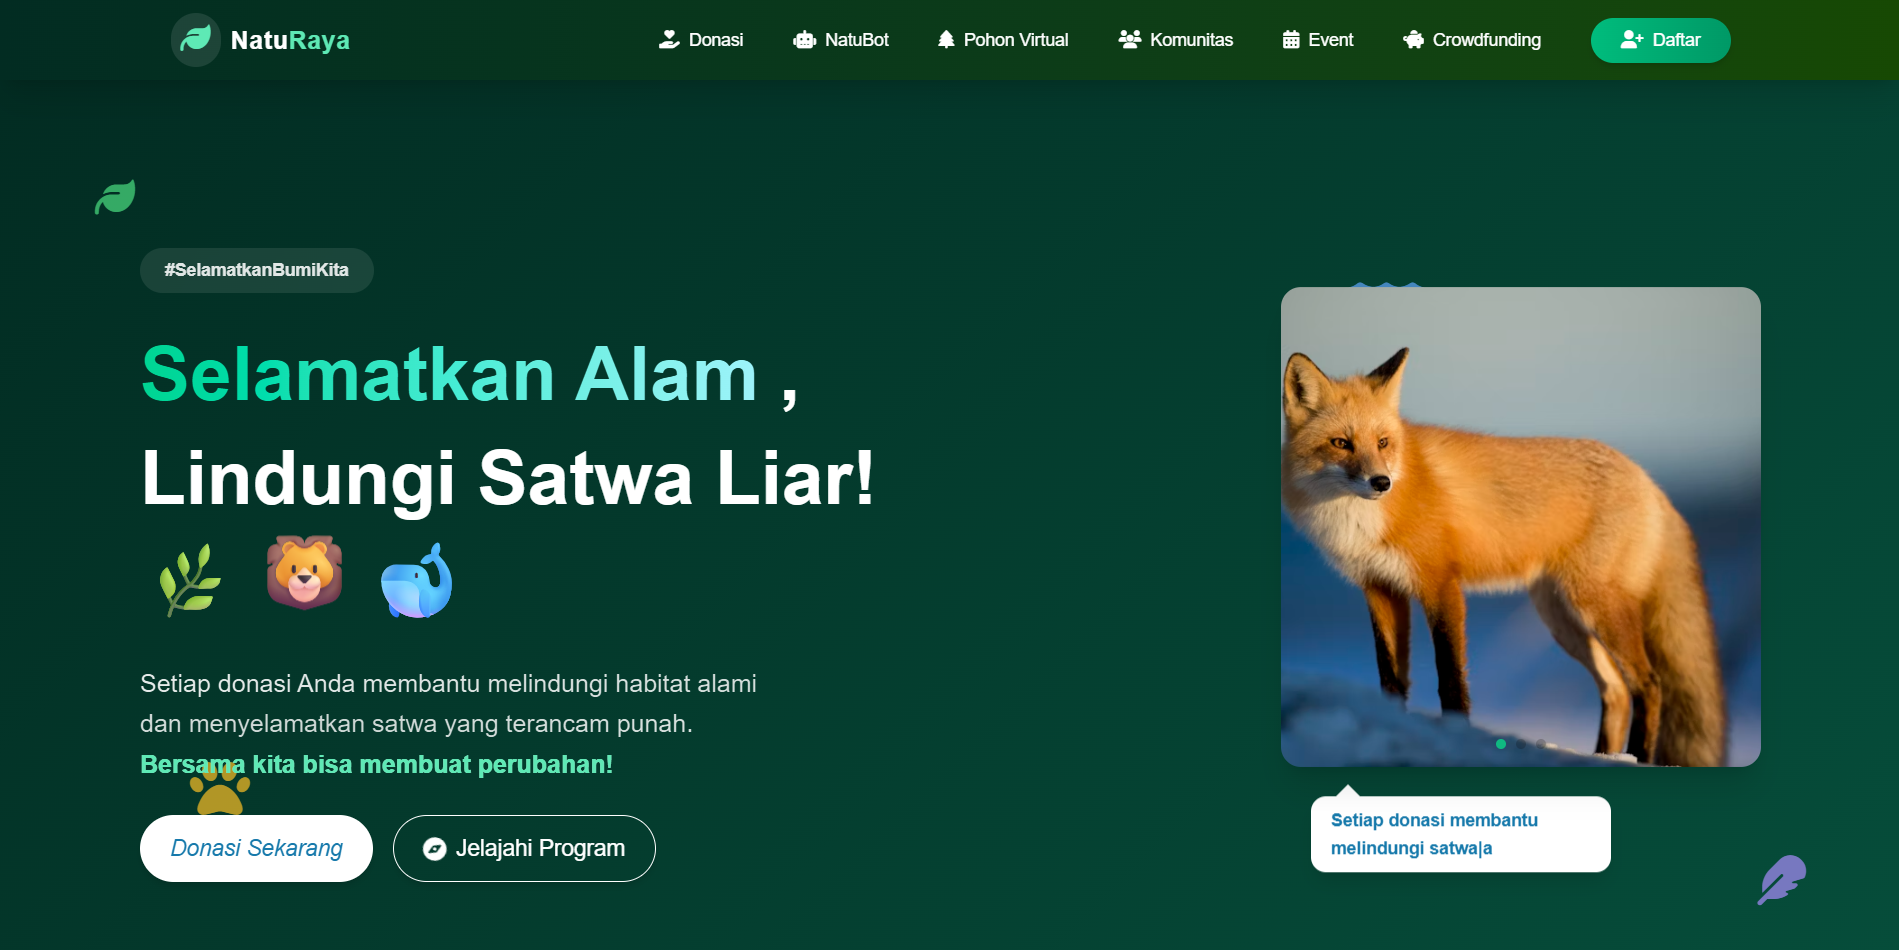 NatuRaya
Donasi
NatuBot
Pohon Virtual
Komunitas
Event
Crowdfunding
Daftar
#SelamatkanBumiKita
Selamatkan Alam ,
Lindungi Satwa Liar!
Setiap donasi Anda membantu melindungi habitat alami
dan menyelamatkan satwa yang terancam punah.
Bersama kita bisa membuat perubahan!
Donasi Sekarang
Jelajahi Program
Setiap donasi membantu
melindungi satwa|a